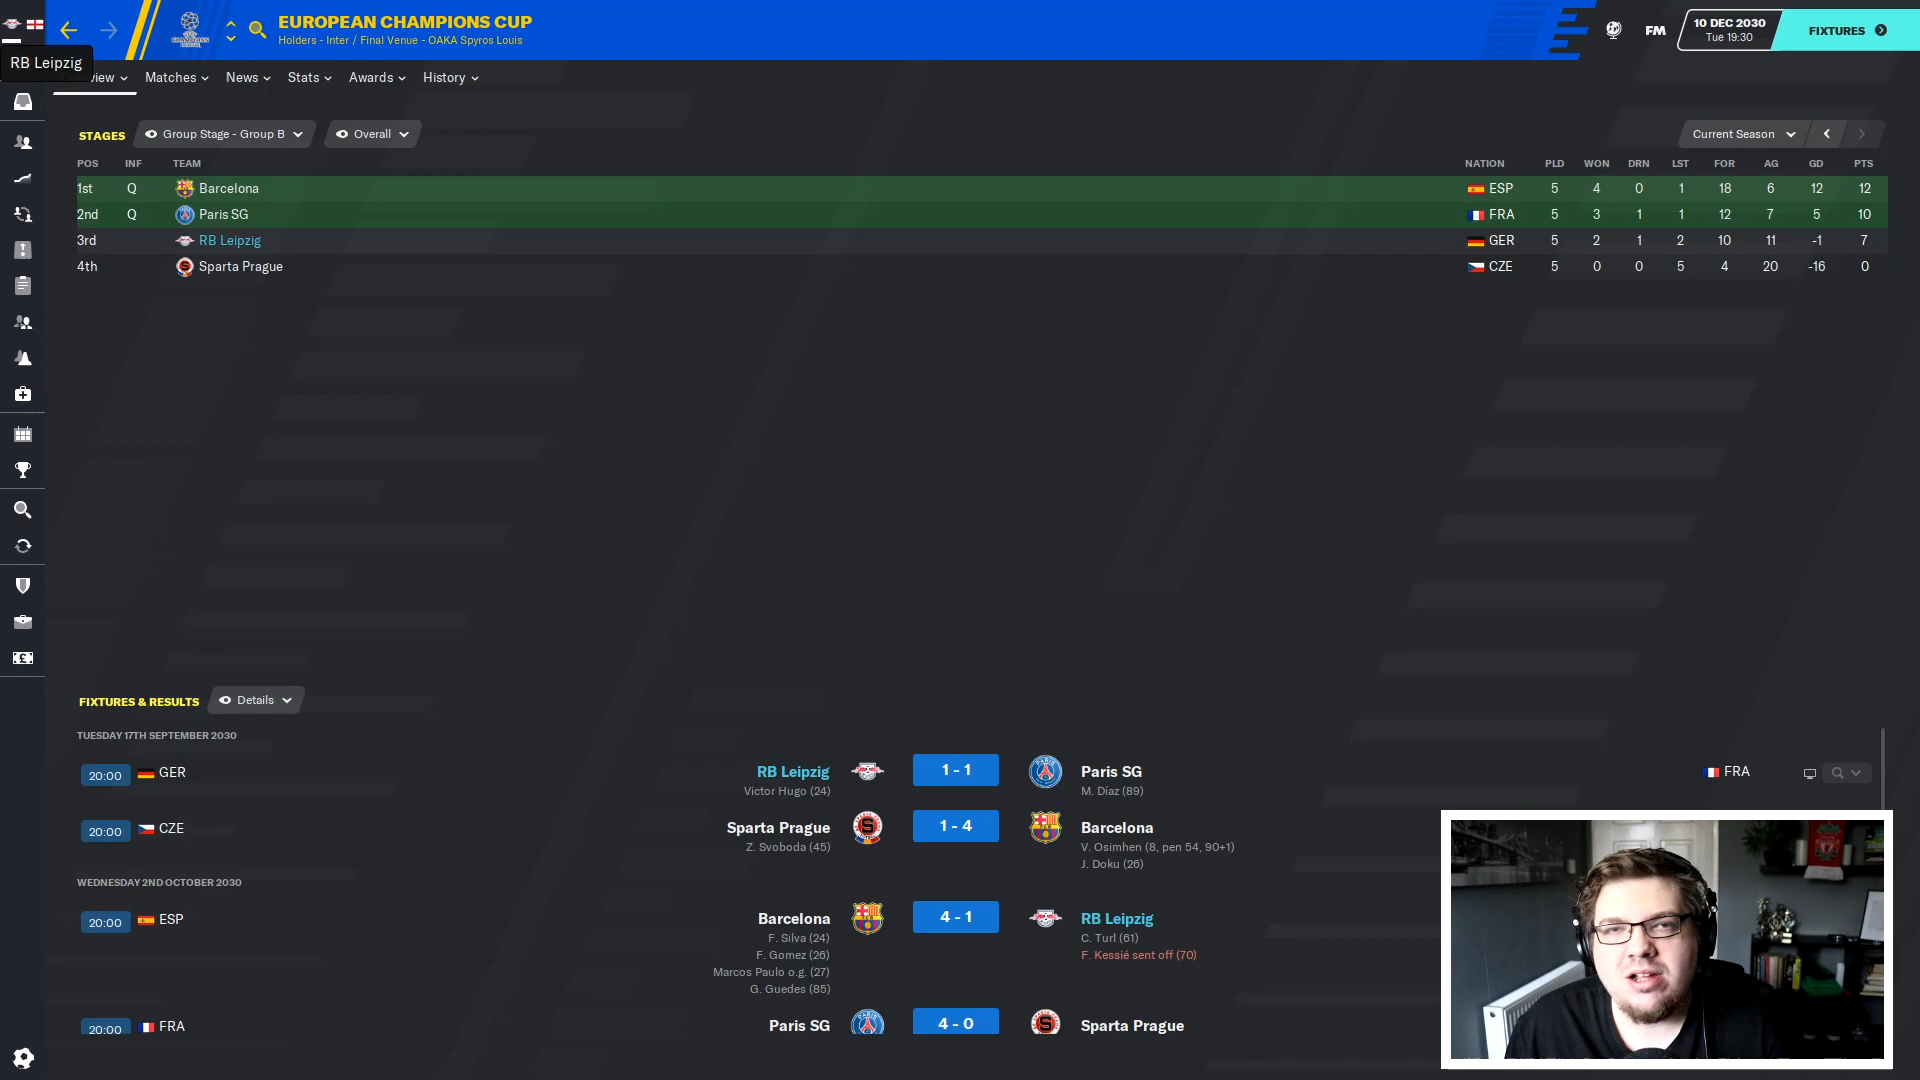 EUROPEAN CHAMPIONS CUP
Holders - Inter / Final Venue - OAKA Spyros Louis
FM
10 DEC 2030
Tue 19:30
FIXTURES
RB Leipzig
view
Matches
News
Stats
Awards
History
STAGES
Group Stage - Group B
Overall
Current Season
POS INF TEAM NATION PLD WON DRN LST FOR AG GD PTS
1st Q Barcelona ESP 5 4 0 1 18 6 12 12
2nd Q Paris SG FRA 5 3 1 1 12 7 5 10
3rd RB Leipzig GER 5 2 1 2 10 11 -1 7
4th Sparta Prague CZE 5 0 0 5 4 20 -16 0
FIXTURES & RESULTS
Details
TUESDAY 17TH SEPTEMBER 2030
20:00 GER RB Leipzig 1 - 1 Paris SG FRA
Victor Hugo (24) M. Díaz (89)
20:00 CZE Sparta Prague 1 - 4 Barcelona
Z. Svoboda (45) V. Osimhen (8, pen 54, 90+1)
J. Doku (26)
WEDNESDAY 2ND OCTOBER 2030
20:00 ESP Barcelona 4 - 1 RB Leipzig
F. Silva (24) C. Turl (61)
F. Gomez (26) F. Kessié sent off (70)
Marcos Paulo o.g. (27)
G. Guedes (85)
20:00 FRA Paris SG 4 - 0 Sparta Prague